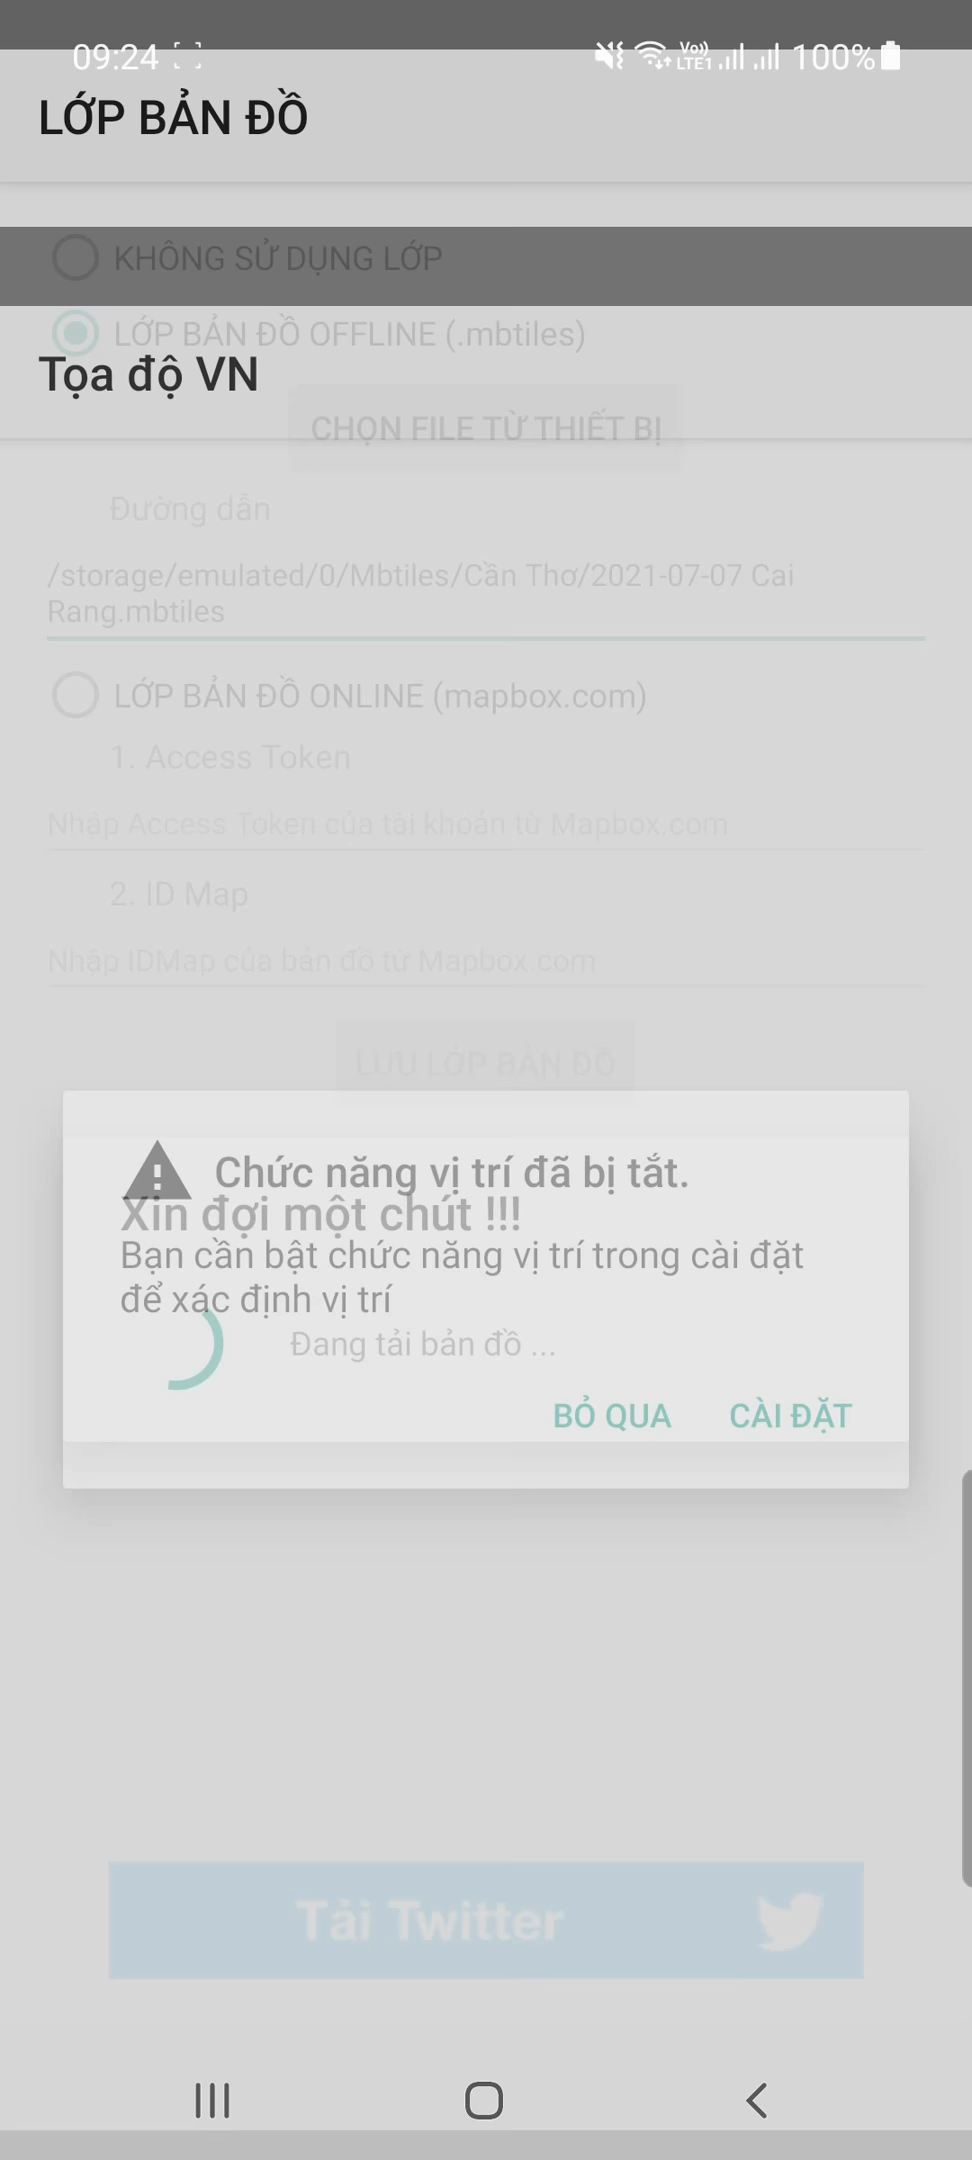 09:24
Vo))
LTE1
100%
LỚP BẢN ĐỒ
KHÔNG SỬ DỤNG LỚP
LỚP BẢN ĐỒ OFFLINE (.mbtiles)
Tọa độ VN
CHỌN FILE TỪ THIẾT BỊ
Đường dẫn
/storage/emulated/0/Mbtiles/Cần Thơ/2021-07-07 Cai
Rang.mbtiles
LỚP BẢN ĐỒ ONLINE (mapbox.com)
1. Access Token
Nhập Access Token của tài khoản từ Mapbox.com
2. ID Map
Nhập IDMap của bản đồ từ Mapbox.com
LƯU LỚP BẢN ĐỒ
Chức năng vị trí đã bị tắt.
Xin đợi một chút !!!
Bạn cần bật chức năng vị trí trong cài đặt
để xác định vị trí
Đang tải bản đồ ...
BỎ QUA
CÀI ĐẶT
Tải Twitter